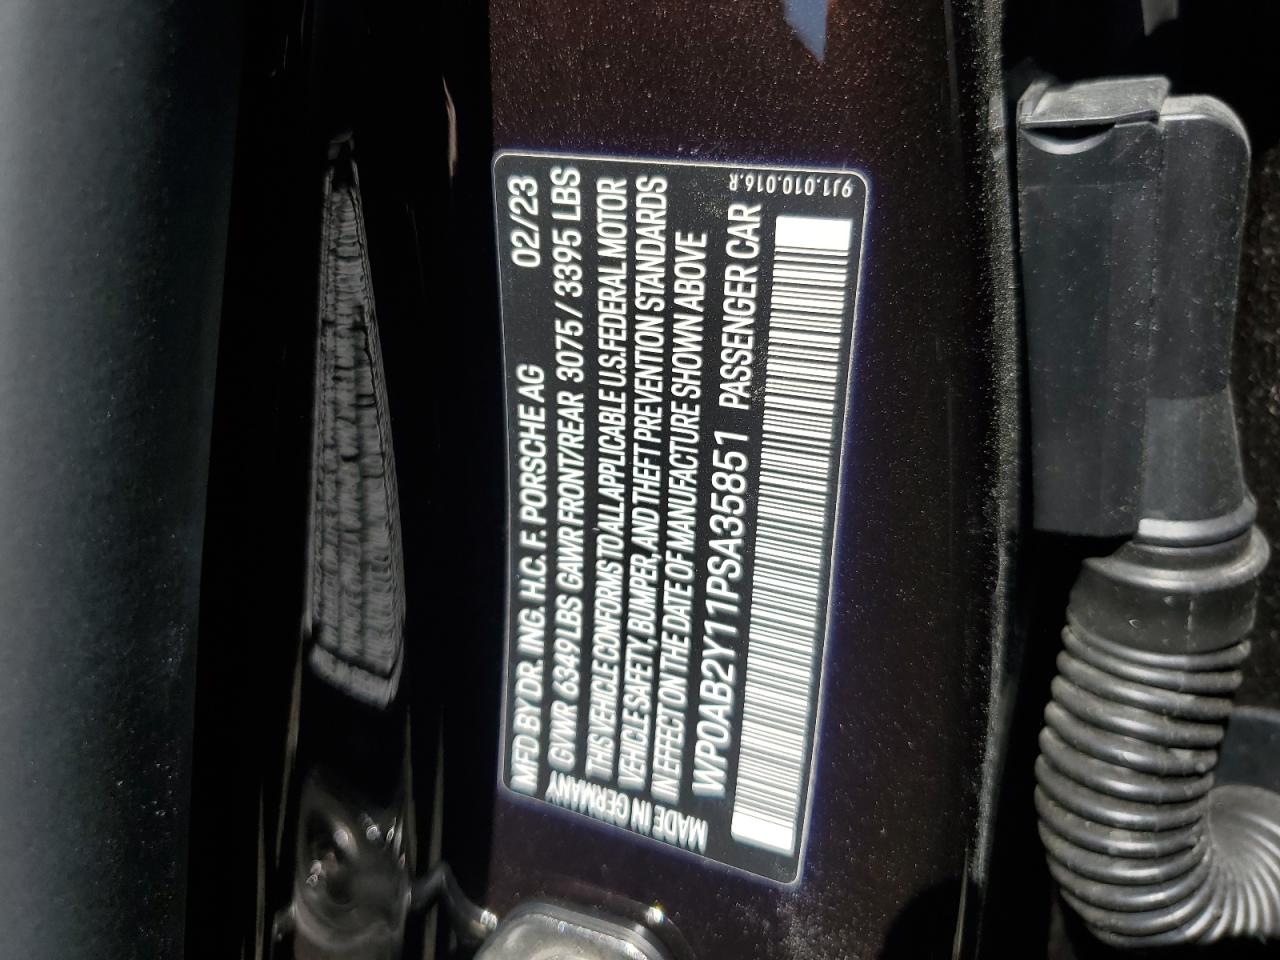 MFD BY DR. ING. H.C. F. PORSCHE AG 02/23
GVWR 6349 LBS GAWR FRONT/REAR 3075 / 3395 LBS
THIS VEHICLE CONFORMS TO ALL APPLICABLE U.S. FEDERAL MOTOR
VEHICLE SAFETY, BUMPER, AND THEFT PREVENTION STANDARDS
IN EFFECT ON THE DATE OF MANUFACTURE SHOWN ABOVE
WP0AB2Y11PSA35851 PASSENGER CAR
MADE IN GERMANY
9J1.010.016.R